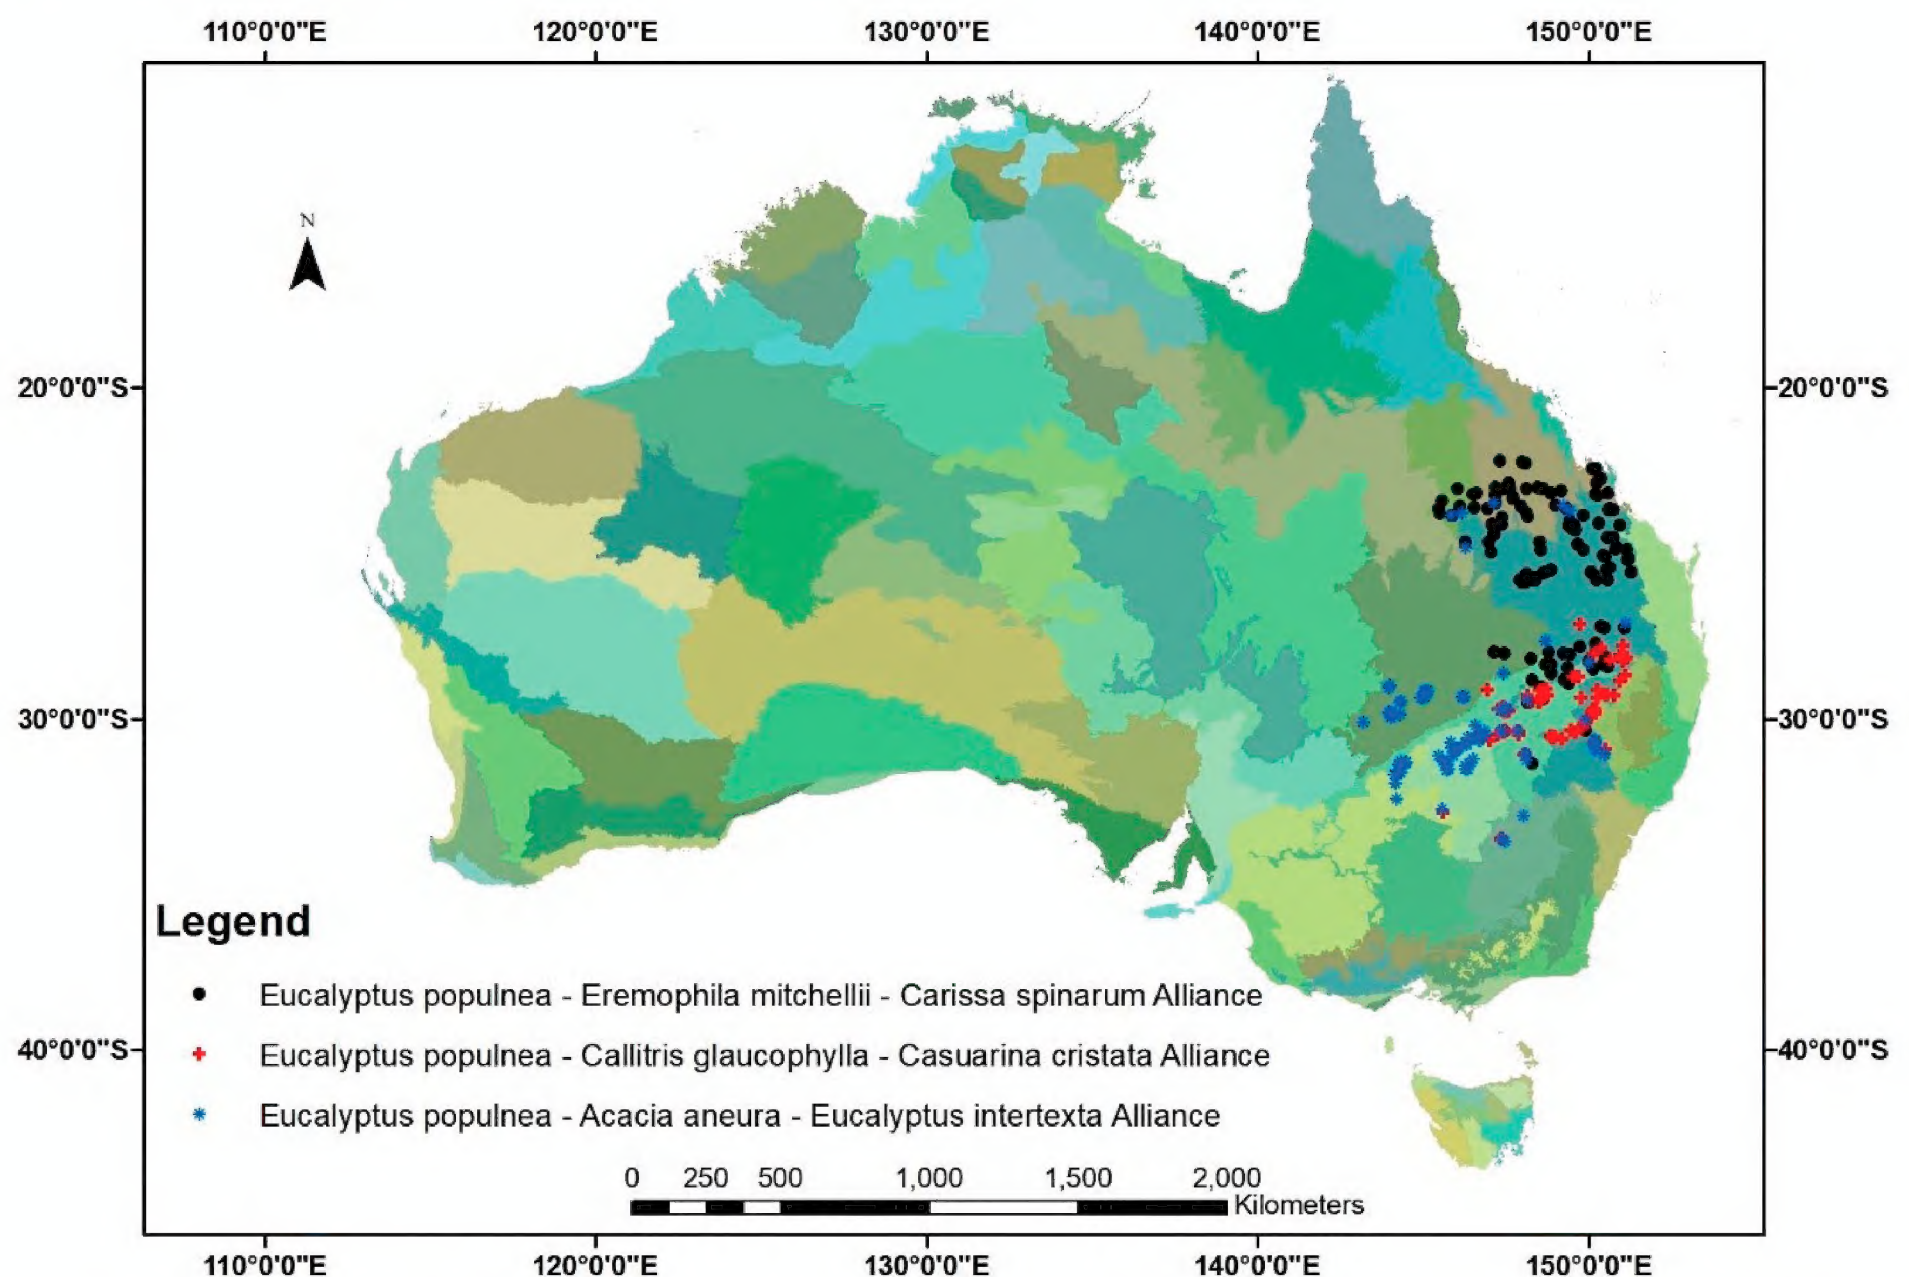 110°0'0"E 120°0'0"E 130°0'0"E 140°0'0"E 150°0'0"E
N
20°0'0"S 20°0'0"S
30°0'0"S 30°0'0"S
Legend
Eucalyptus populnea - Eremophila mitchellii - Carissa spinarum Alliance
40°0'0"S 40°0'0"S
Eucalyptus populnea - Callitris glaucophylla - Casuarina cristata Alliance
Eucalyptus populnea - Acacia aneura - Eucalyptus intertexta Alliance
0 250 500 1,000 1,500 2,000
Kilometers
110°0'0"E 120°0'0"E 130°0'0"E 140°0'0"E 150°0'0"E